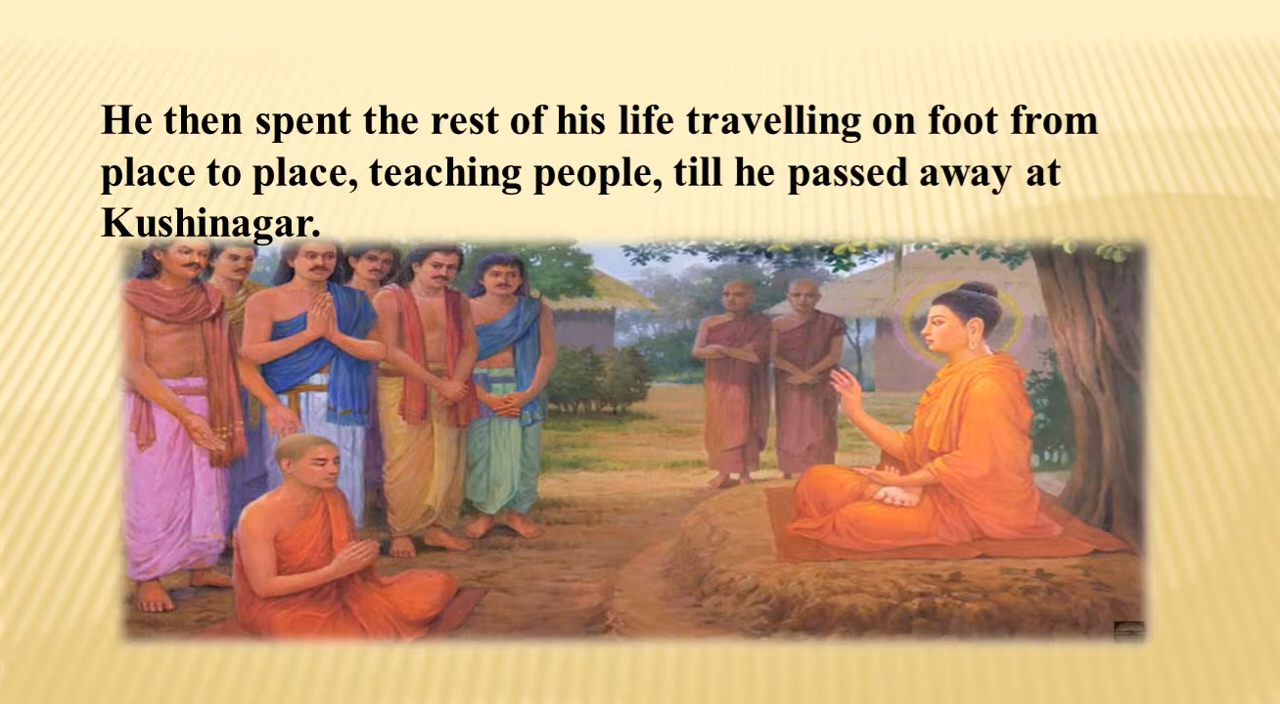 He then spent the rest of his life travelling on foot from
place to place, teaching people, till he passed away at
Kushinagar.